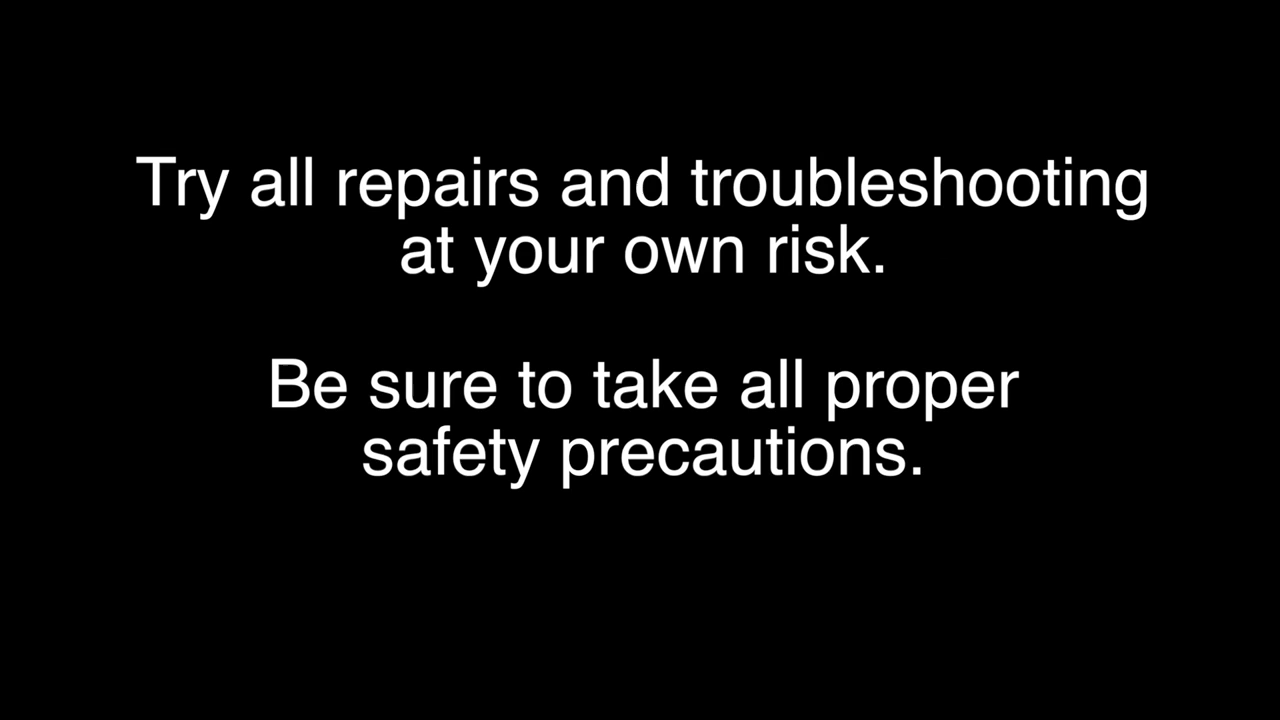 Try all repairs and troubleshooting
at your own risk.
Be sure to take all proper
safety precautions.